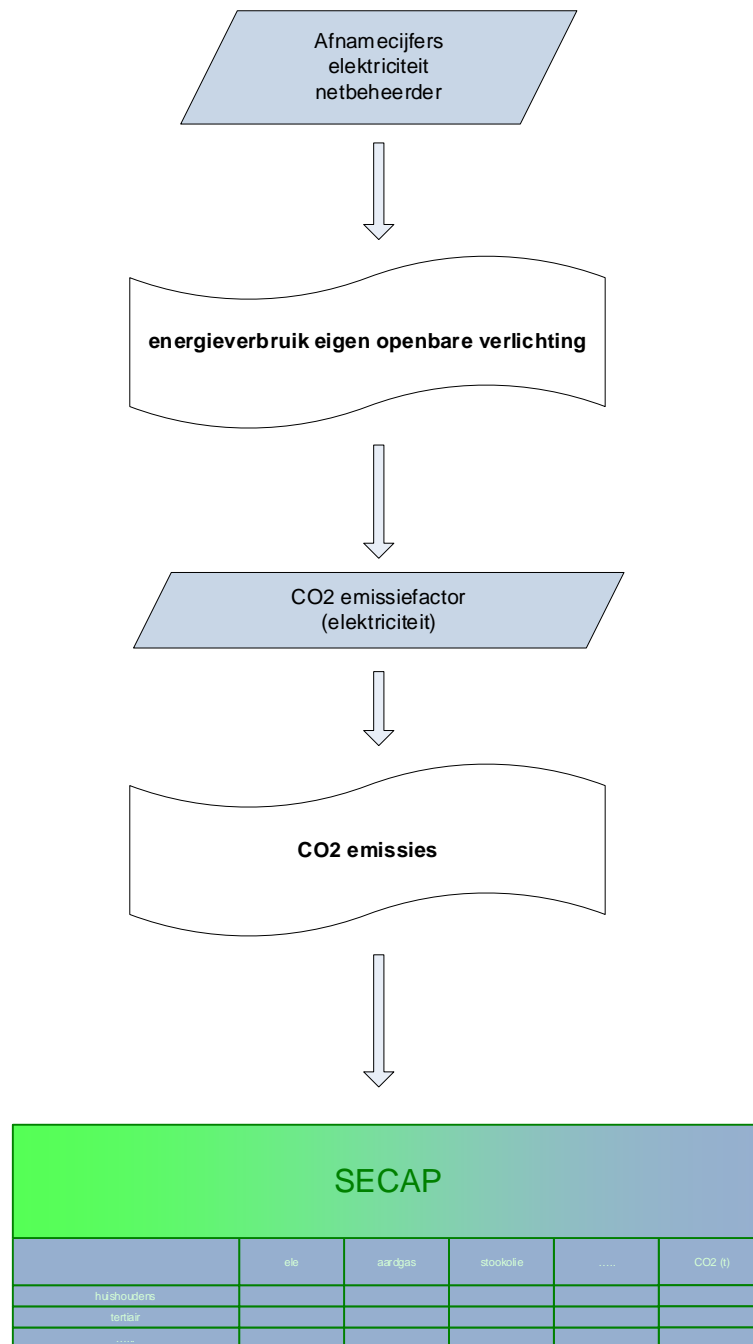 Afnamecijfers
elektriciteit
netbeheerder
energieverbruik eigen openbare verlichting
CO2 emissiefactor
(elektriciteit)
CO2 emissies
SECAP
ele aardgas stookolie ..... CO2 (t)
huishoudens
tertiair
.....